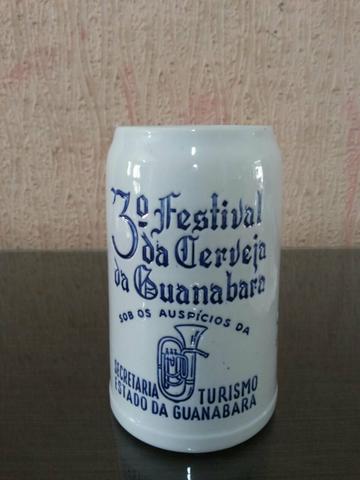 3º Festival
da Cerveja
da Guanabara
SOB OS AUSPÍCIOS DA
SECRETARIA TURISMO
ESTADO DA GUANABARA